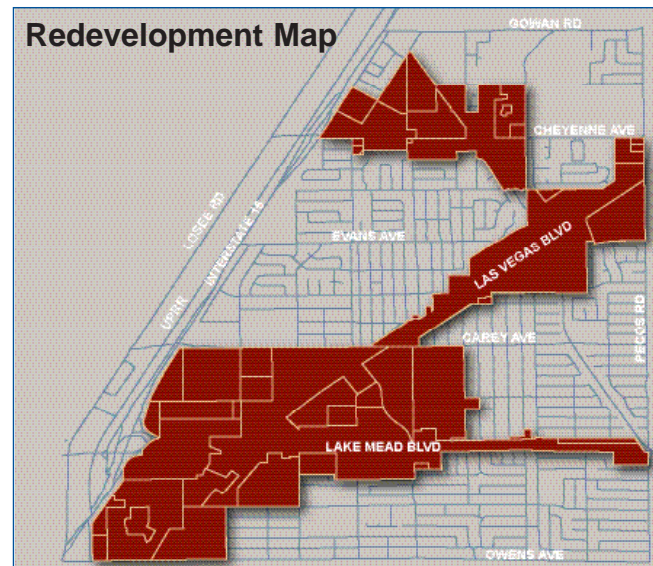 Redevelopment Map
GOWAN RD
CHEYENNE AVE
LOSEE RD
INTERSTATE 15
UPRR
EVANS AVE
LAS VEGAS BLVD
CAREY AVE
PECOS RD
LAKE MEAD BLVD
OWENS AVE